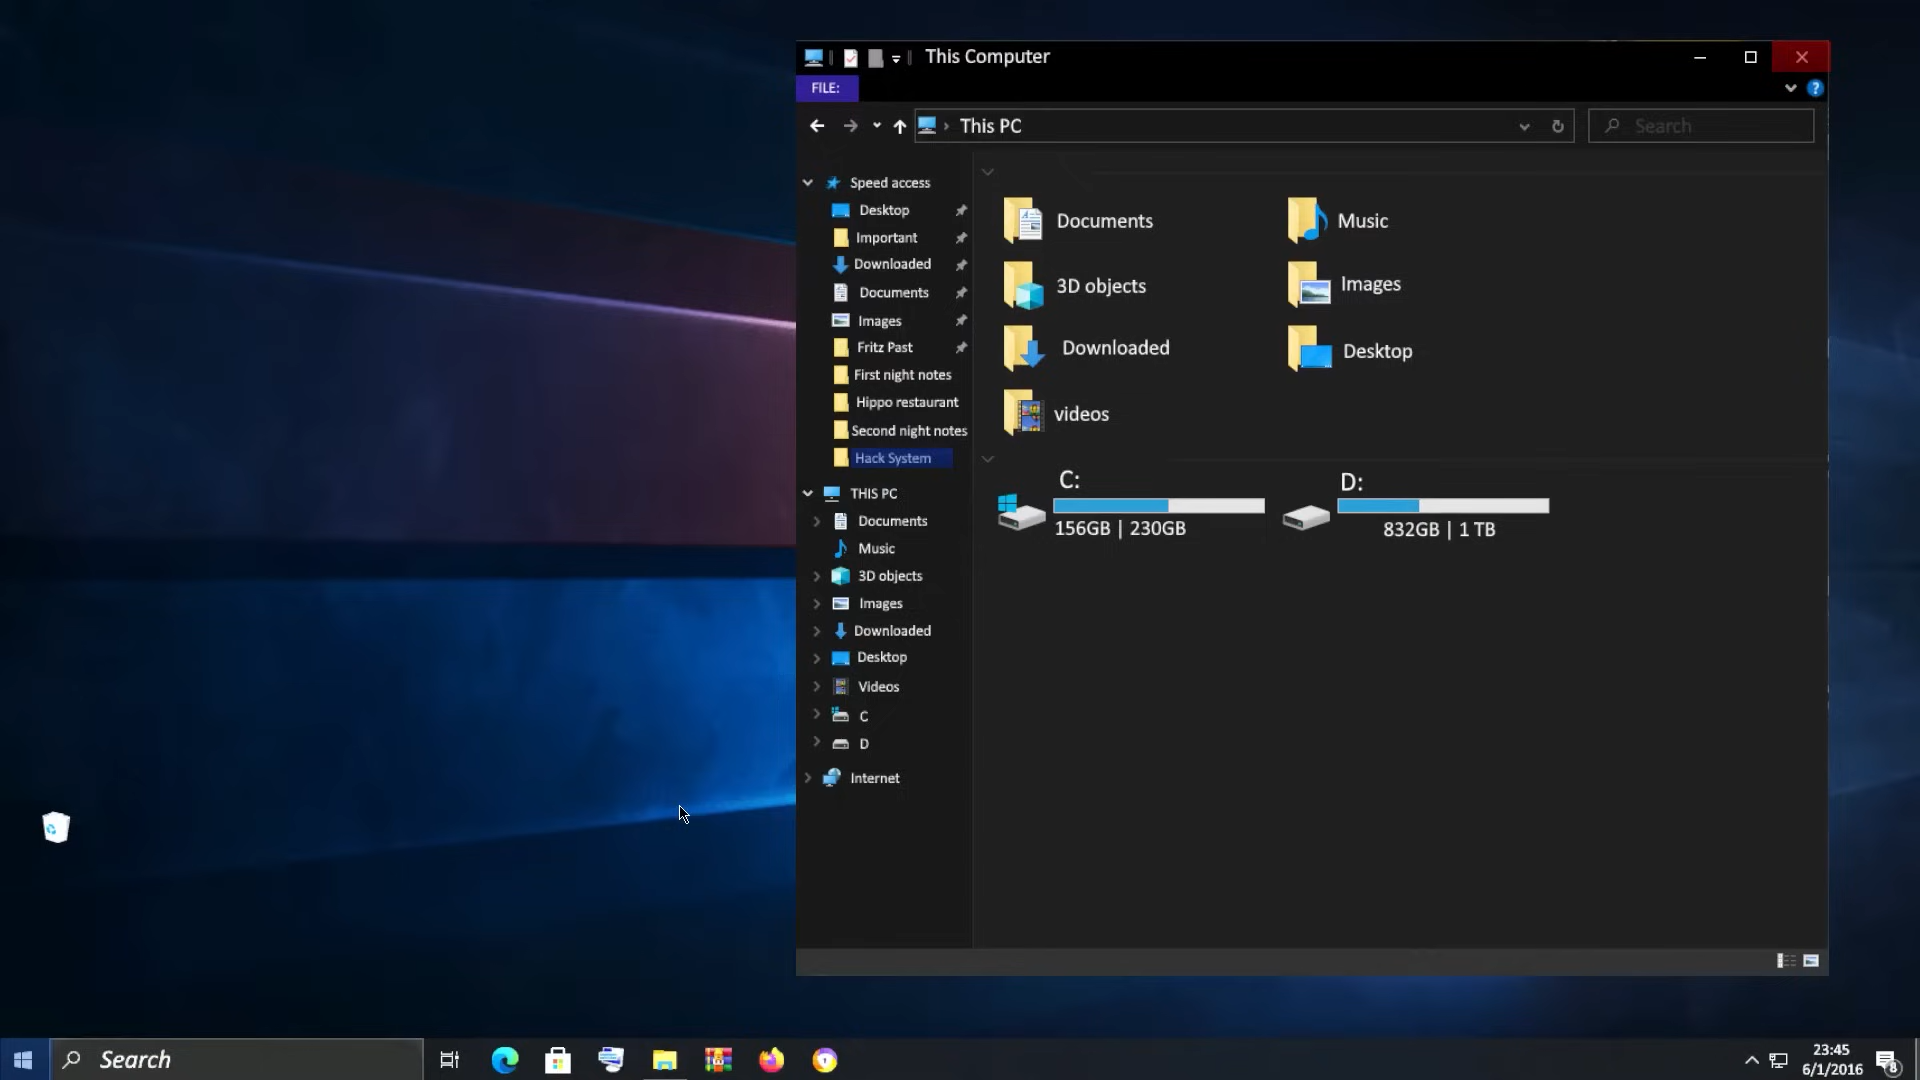 This Computer
FILE:
This PC
Search
Speed access
Desktop
Important
Downloaded
Documents
Images
Fritz Past
First night notes
Hippo restaurant
Second night notes
Hack System
THIS PC
Documents
Music
3D objects
Images
Downloaded
Desktop
Videos
C
D
Internet
Documents
Music
3D objects
Images
Downloaded
Desktop
videos
C:
156GB | 230GB
D:
832GB | 1 TB
Search
23:45
6/1/2016
8